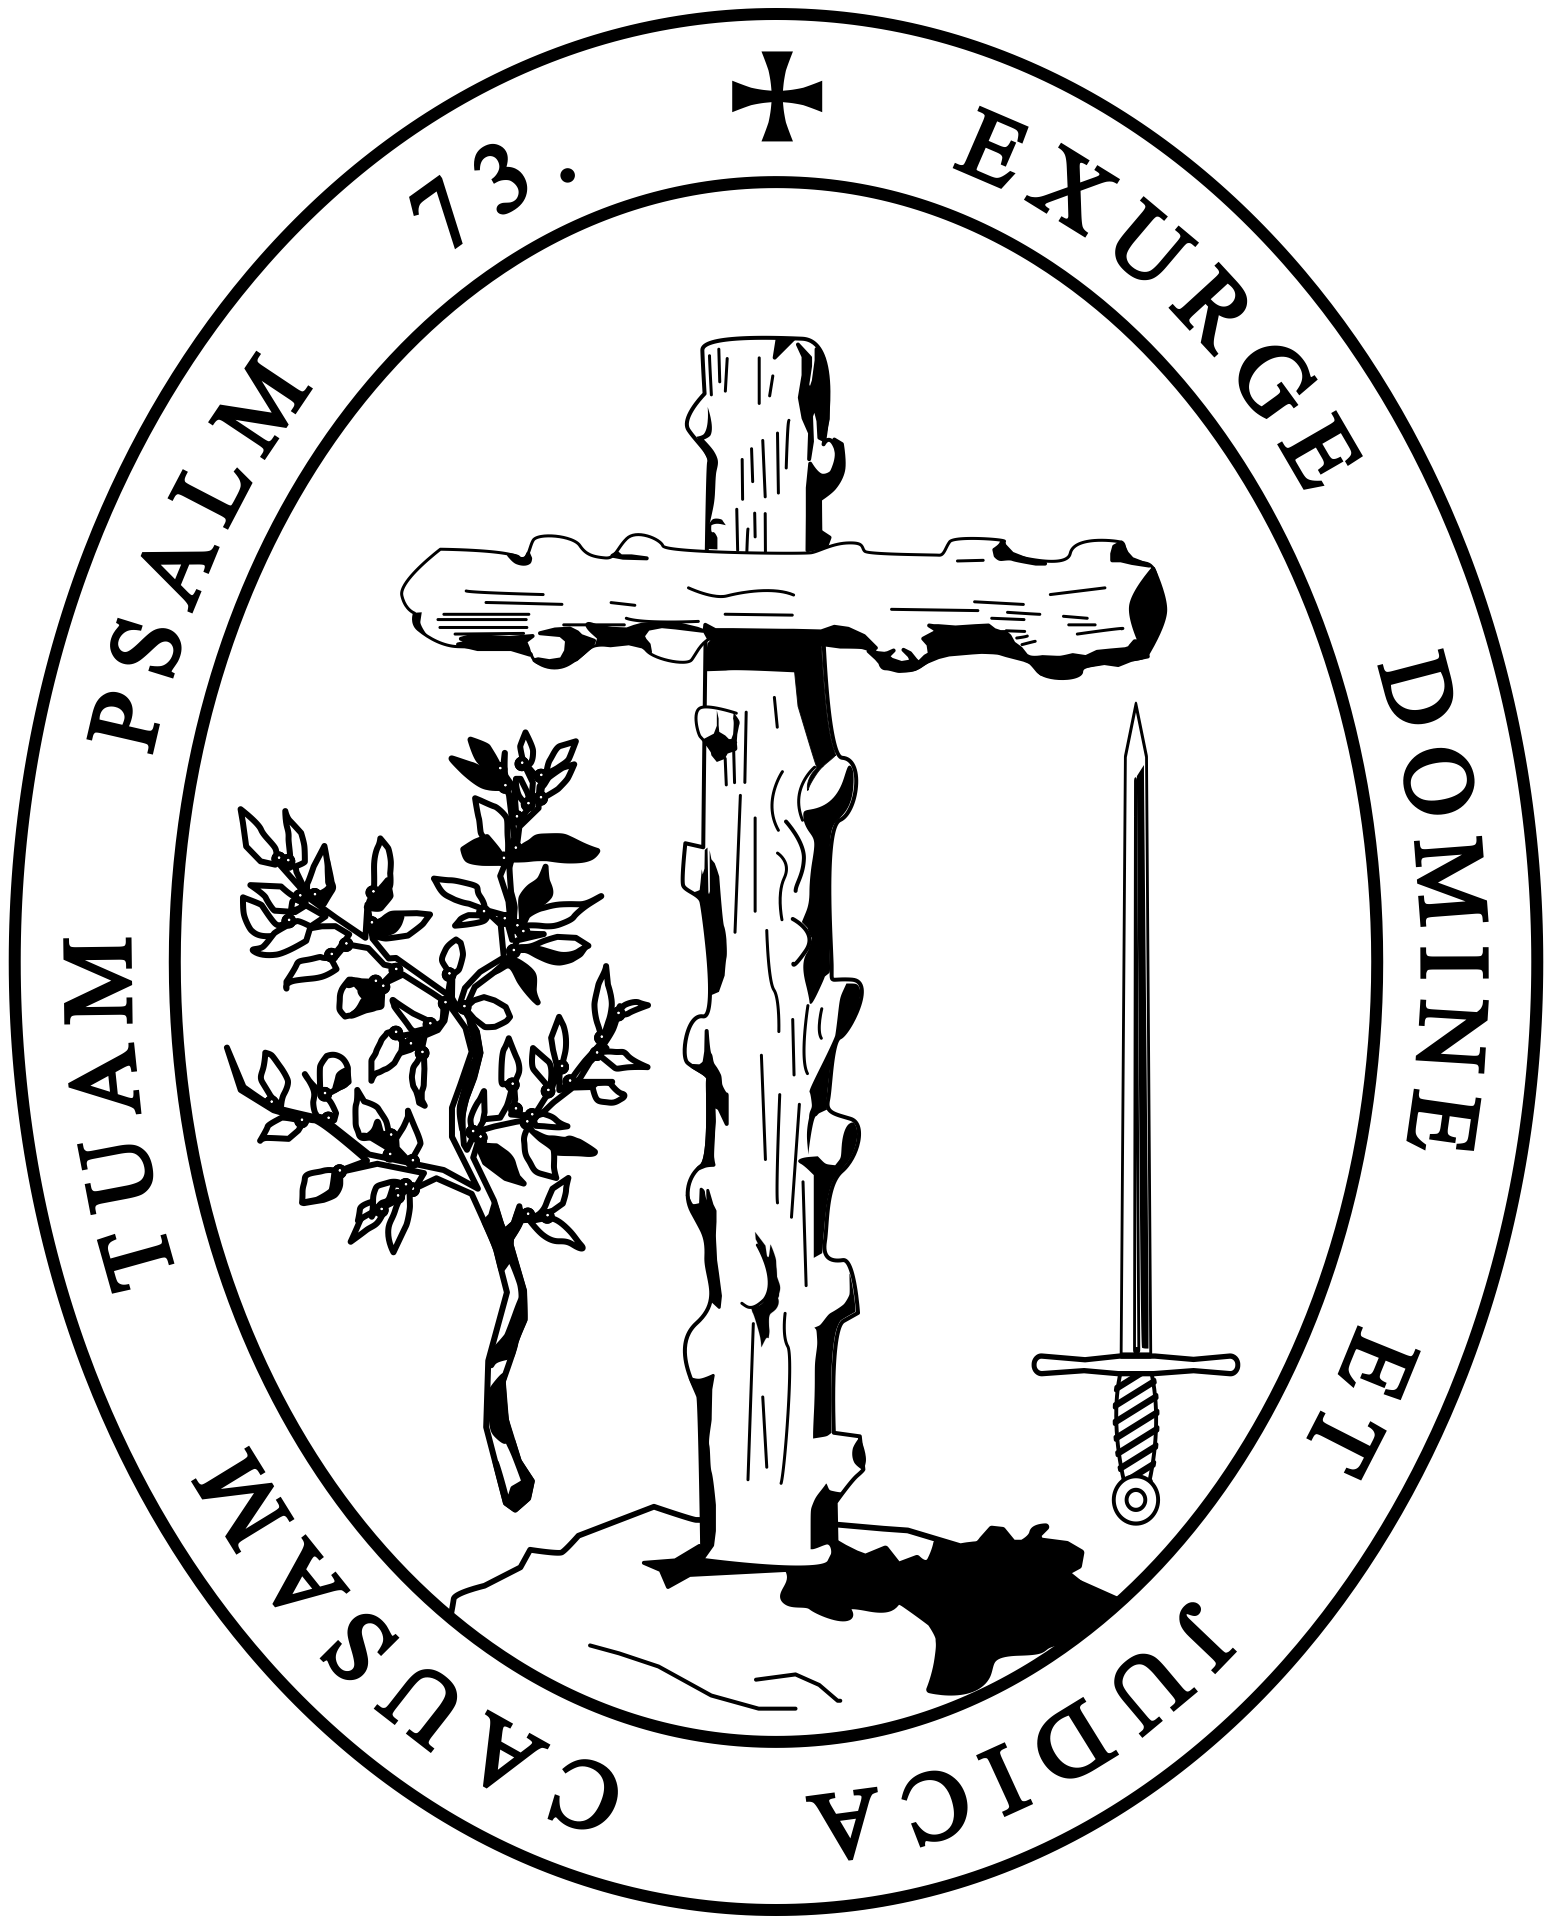 ✠ EXURGE DOMINE ET JUDICA CAUSAM TUAM PSALM 73.